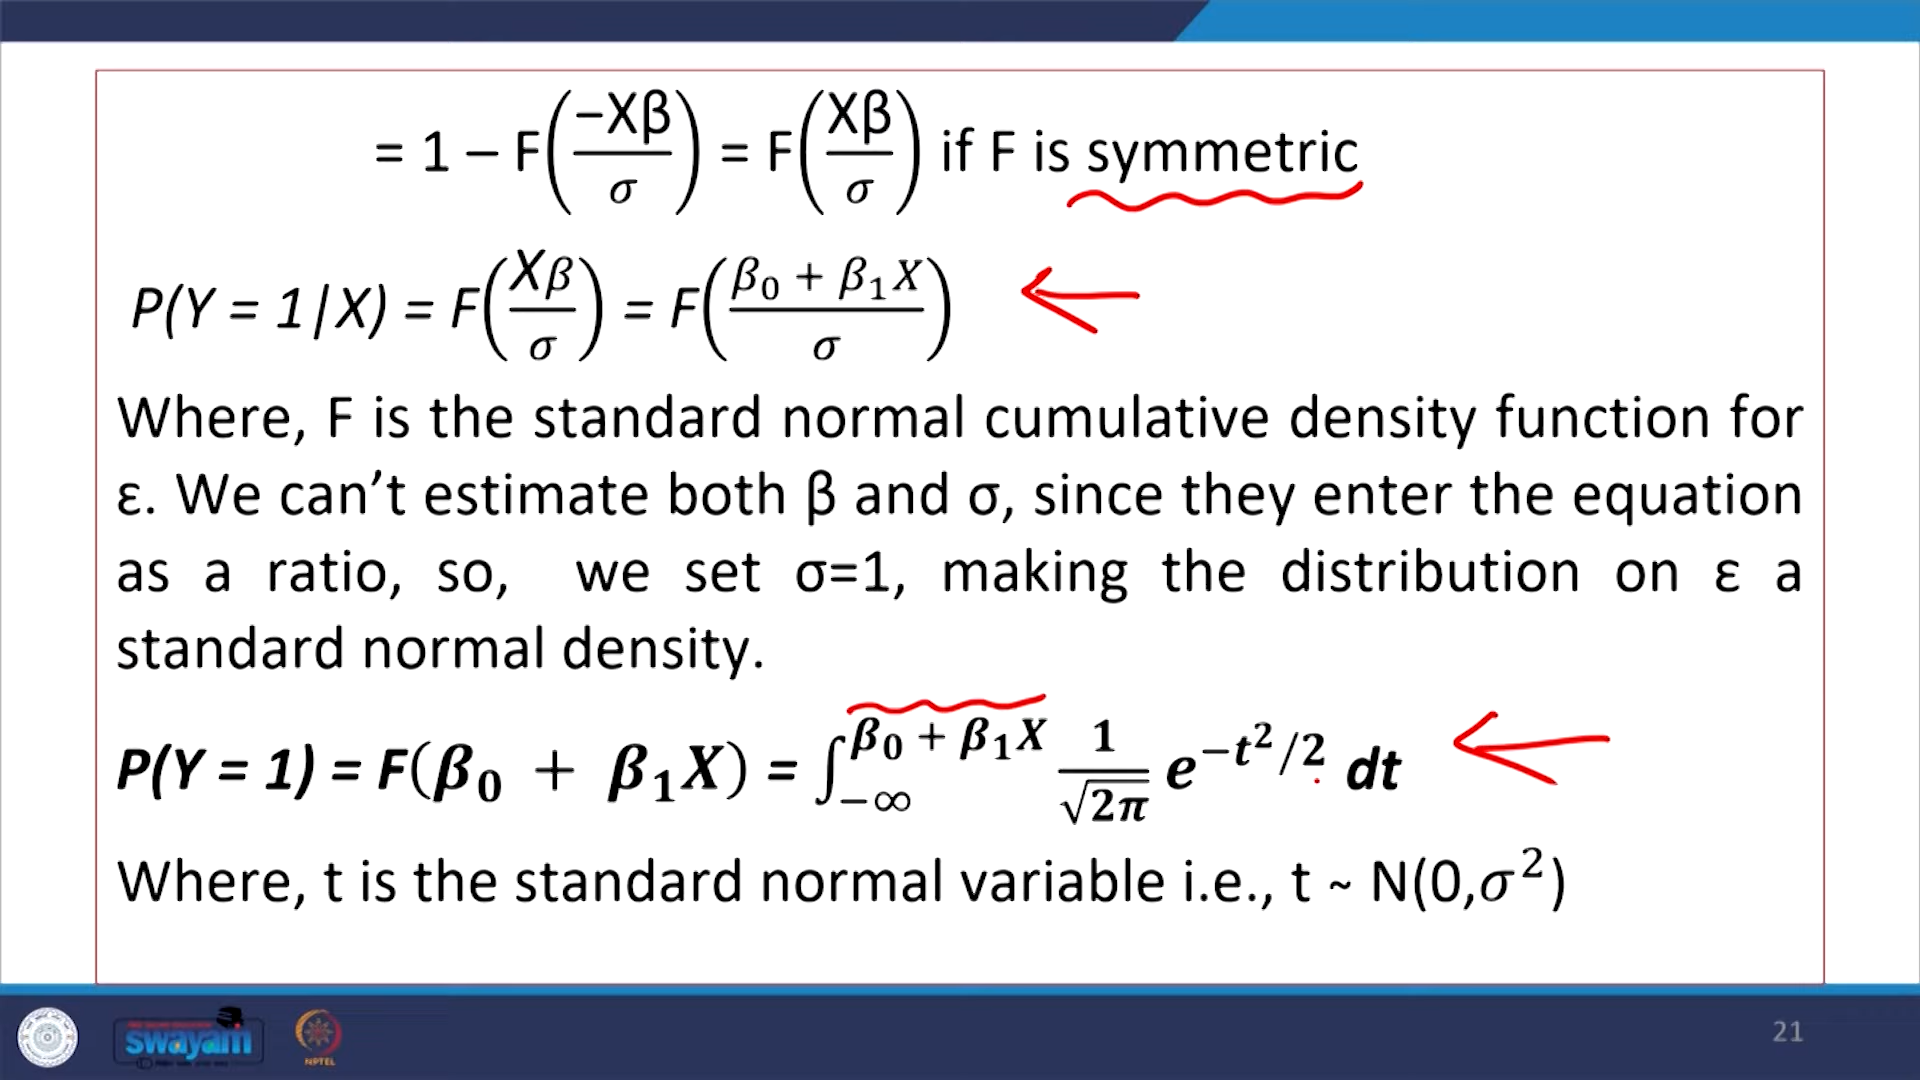 = 1 – F(−Xβ/σ) = F(Xβ/σ) if F is symmetric
P(Y = 1|X) = F(Xβ/σ) = F((β₀ + β₁X)/σ)
Where, F is the standard normal cumulative density function for
ε. We can’t estimate both β and σ, since they enter the equation
as a ratio, so, we set σ=1, making the distribution on ε a
standard normal density.
P(Y = 1) = F(β₀ + β₁X) = ∫₋∞^(β₀ + β₁X) 1/√(2π) e^(−t²/2) dt
Where, t is the standard normal variable i.e., t ~ N(0,σ²)
swayam
NPTEL
21